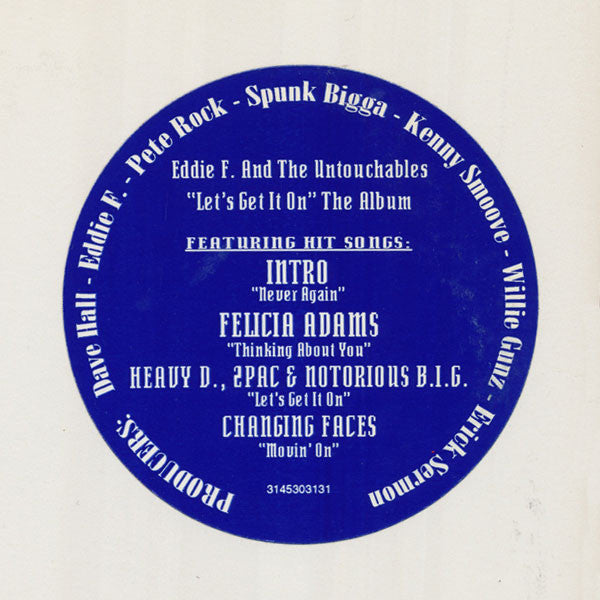 PRODUCERS: Dave Hall - Eddie F. - Pete Rock - Spunk Bigga - Kenny Smoove - Willie Gunz - Erick Sermon
Eddie F. And The Untouchables
"Let's Get It On" The Album
FEATURING HIT SONGS:
INTRO
"Never Again"
FELICIA ADAMS
"Thinking About You"
HEAVY D., 2PAC & NOTORIOUS B.I.G.
"Let's Get It On"
CHANGING FACES
"Movin' On"
3145303131